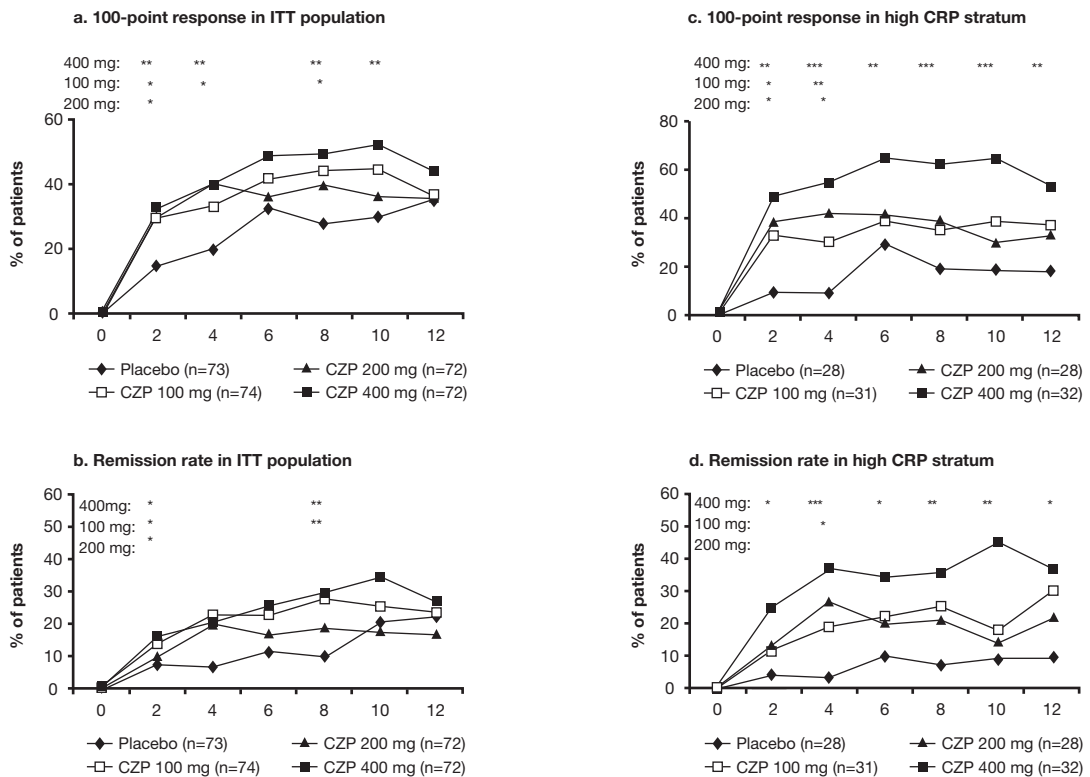 a. 100-point response in ITT population
400 mg: ** ** ** **
100 mg: * * *
200 mg: *
60
40
20
0
% of patients
0 2 4 6 8 10 12
Placebo (n=73) CZP 200 mg (n=72)
CZP 100 mg (n=74) CZP 400 mg (n=72)
c. 100-point response in high CRP stratum
400 mg: ** *** ** *** *** **
100 mg: * **
200 mg: * *
80
60
40
20
0
% of patients
0 2 4 6 8 10 12
Placebo (n=28) CZP 200 mg (n=28)
CZP 100 mg (n=31) CZP 400 mg (n=32)
b. Remission rate in ITT population
400mg: * **
100 mg: * **
200 mg: *
60
50
40
30
20
10
0
% of patients
0 2 4 6 8 10 12
Placebo (n=73) CZP 200 mg (n=72)
CZP 100 mg (n=74) CZP 400 mg (n=72)
d. Remission rate in high CRP stratum
400 mg: * *** * ** ** *
100 mg: *
200 mg:
60
50
40
30
20
10
0
% of patients
0 2 4 6 8 10 12
Placebo (n=28) CZP 200 mg (n=28)
CZP 100 mg (n=31) CZP 400 mg (n=32)